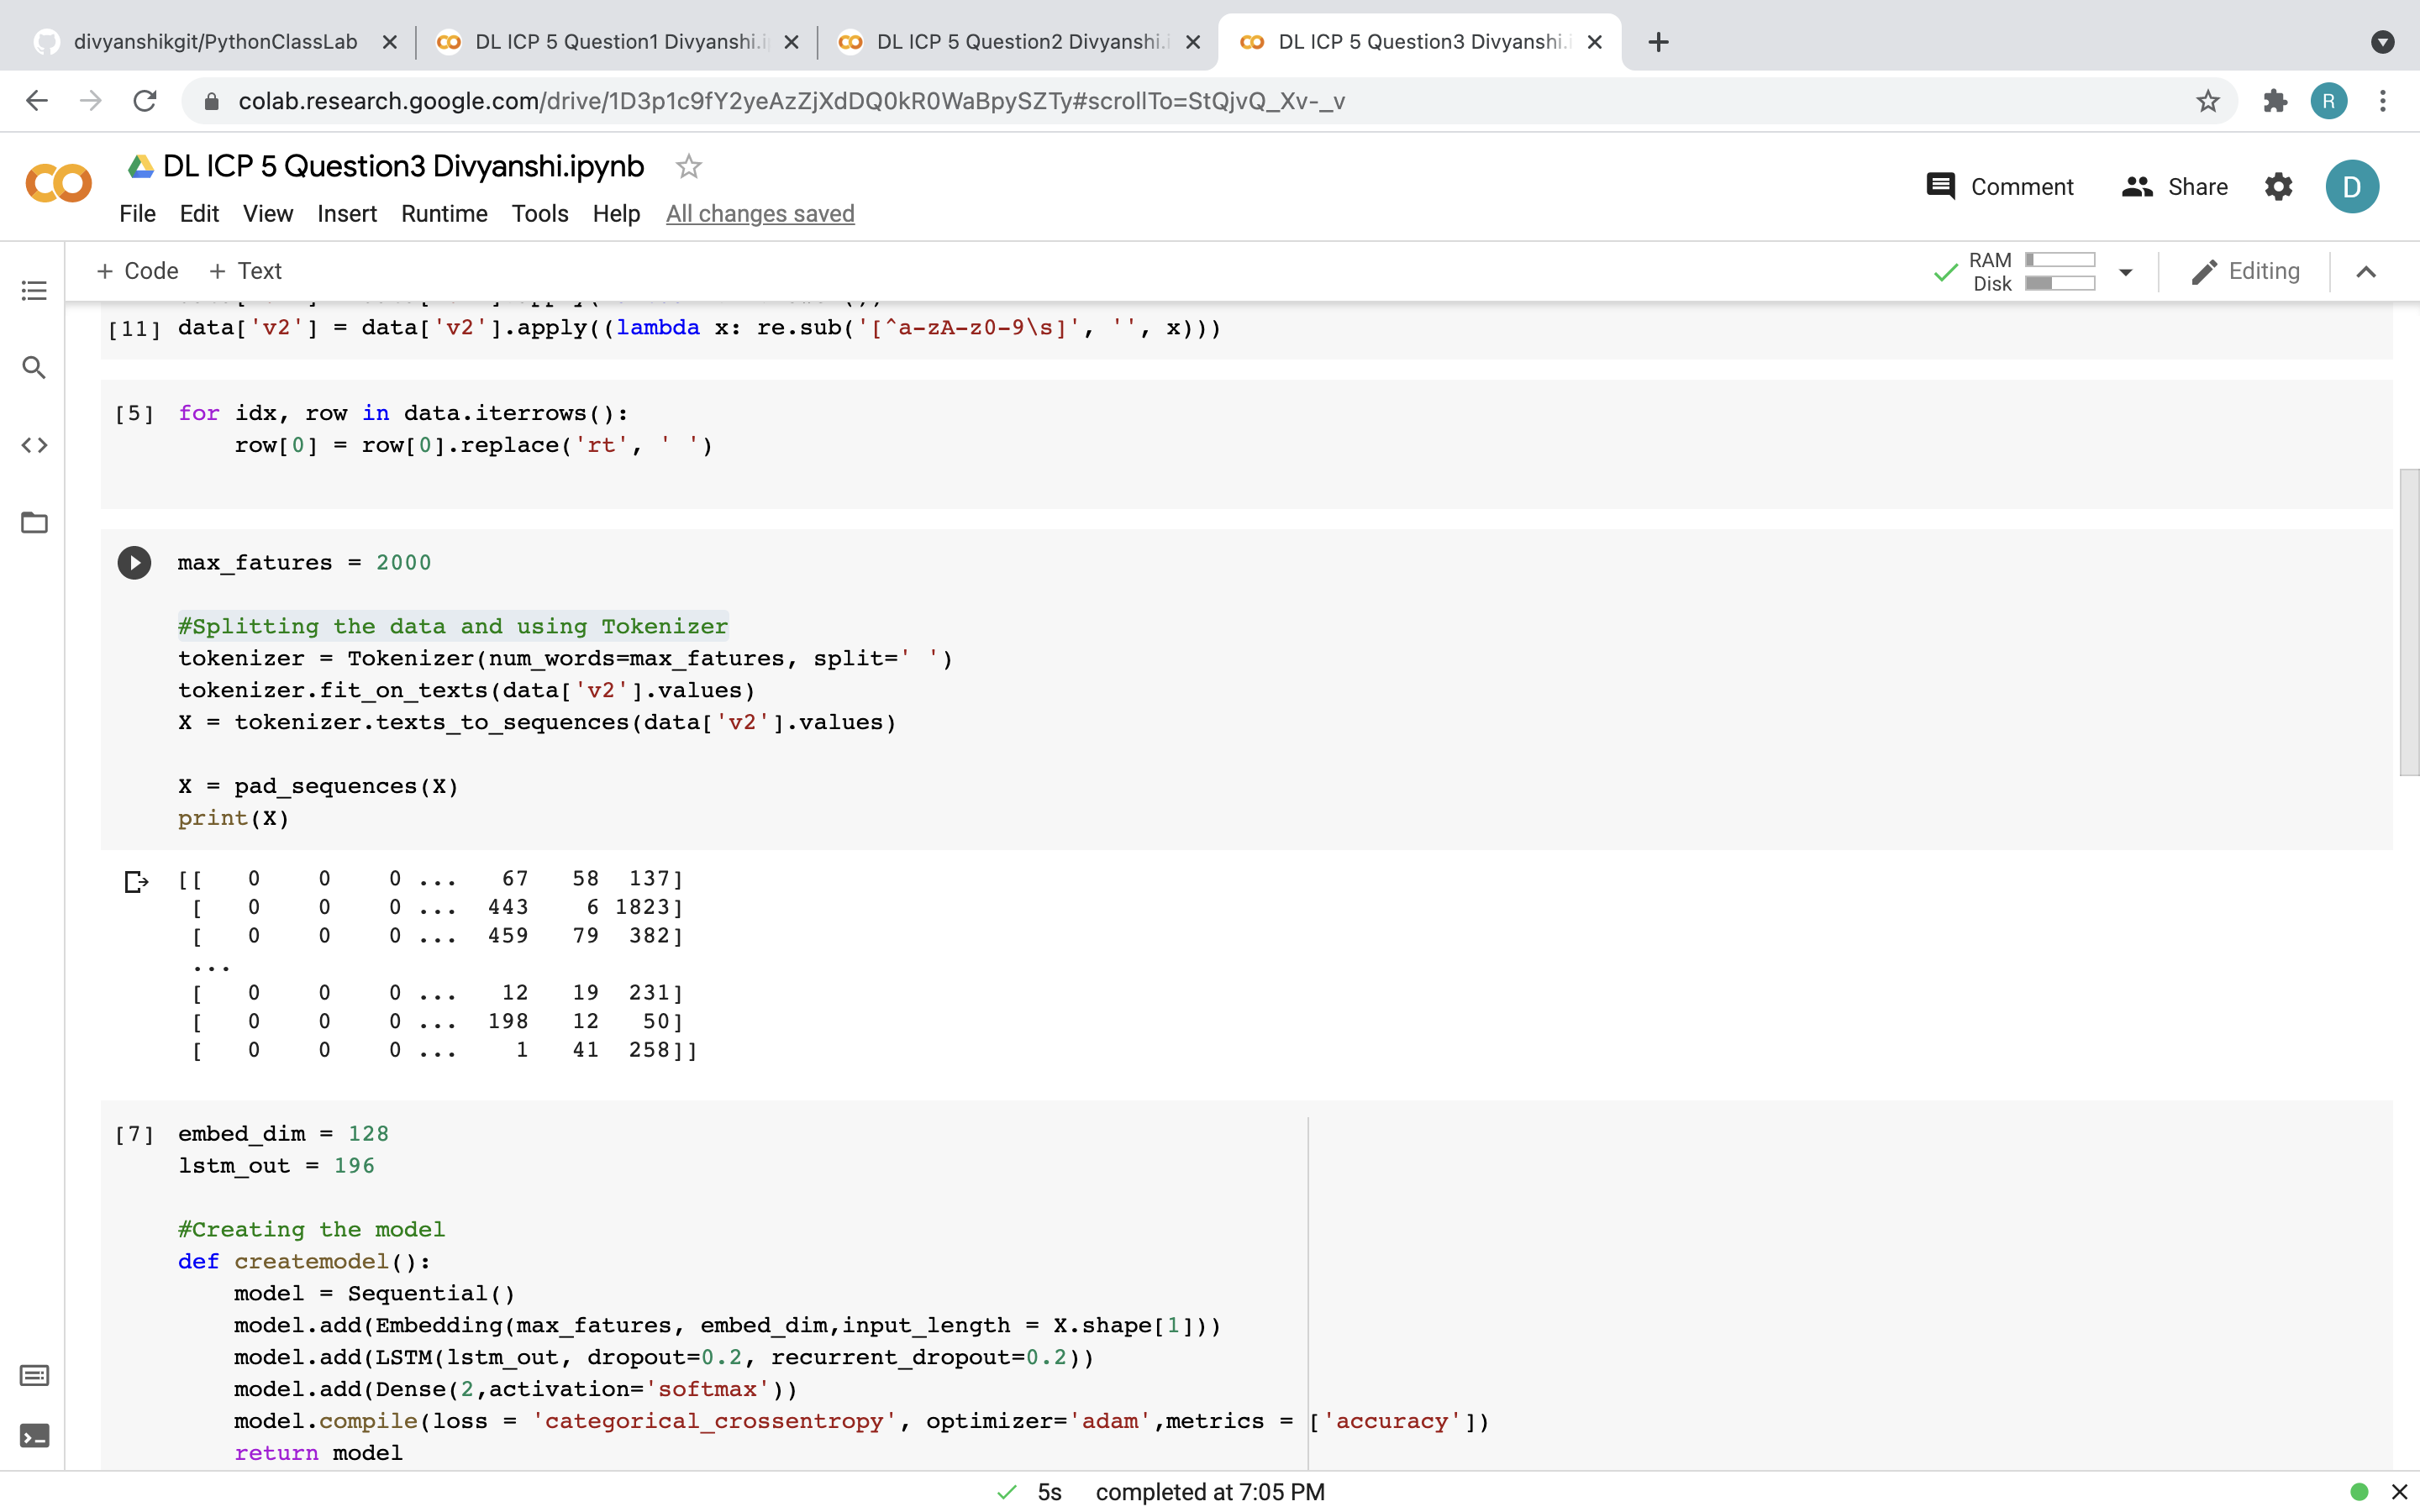 divyanshikgit/PythonClassLab
DL ICP 5 Question1 Divyanshi.i
DL ICP 5 Question2 Divyanshi.i
DL ICP 5 Question3 Divyanshi.i
colab.research.google.com/drive/1D3p1c9fY2yeAzZjXdDQ0kR0WaBpySZTy#scrollTo=StQjvQ_Xv-_v
R
DL ICP 5 Question3 Divyanshi.ipynb
File Edit View Insert Runtime Tools Help All changes saved
Comment Share D
+ Code + Text
RAM
Disk
Editing
[11] data['v2'] = data['v2'].apply((lambda x: re.sub('[^a-zA-z0-9\s]', '', x)))
[5] for idx, row in data.iterrows():
row[0] = row[0].replace('rt', ' ')
max_fatures = 2000
#Splitting the data and using Tokenizer
tokenizer = Tokenizer(num_words=max_fatures, split=' ')
tokenizer.fit_on_texts(data['v2'].values)
X = tokenizer.texts_to_sequences(data['v2'].values)
X = pad_sequences(X)
print(X)
[[ 0 0 0 ... 67 58 137]
[ 0 0 0 ... 443 6 1823]
[ 0 0 0 ... 459 79 382]
...
[ 0 0 0 ... 12 19 231]
[ 0 0 0 ... 198 12 50]
[ 0 0 0 ... 1 41 258]]
[7] embed_dim = 128
lstm_out = 196
#Creating the model
def createmodel():
model = Sequential()
model.add(Embedding(max_fatures, embed_dim,input_length = X.shape[1]))
model.add(LSTM(lstm_out, dropout=0.2, recurrent_dropout=0.2))
model.add(Dense(2,activation='softmax'))
model.compile(loss = 'categorical_crossentropy', optimizer='adam',metrics = ['accuracy'])
return model
5s completed at 7:05 PM